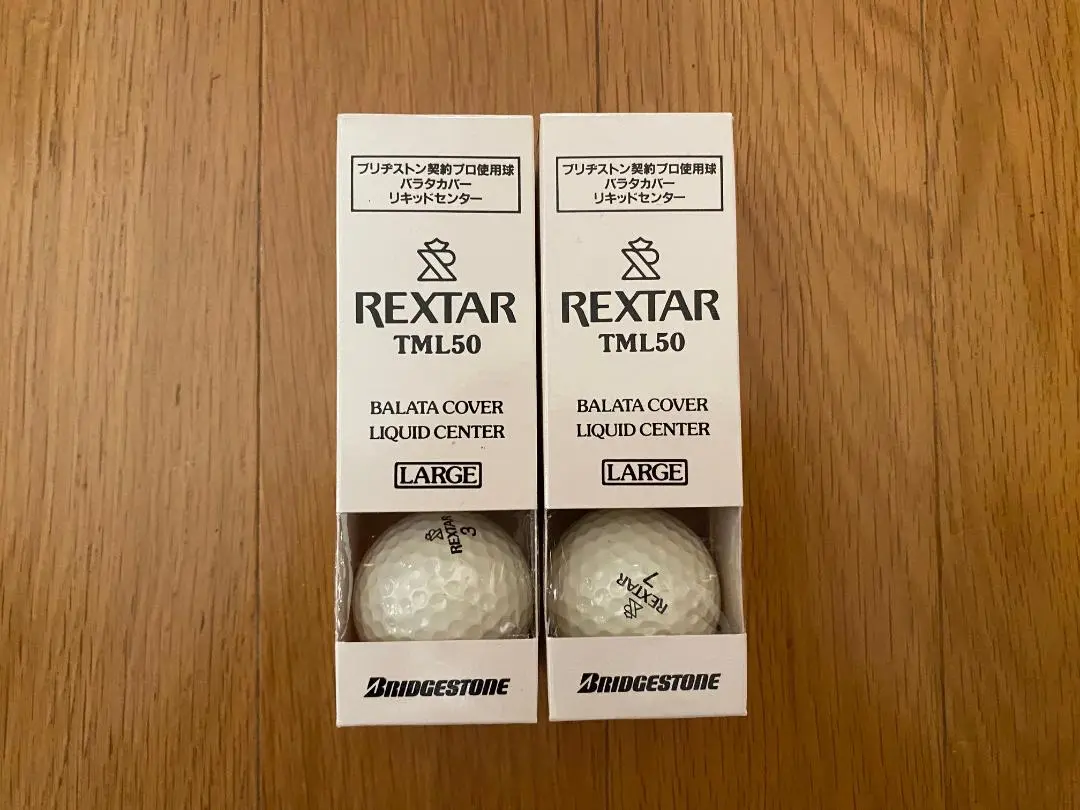 ブリヂストン契約プロ使用球
バラタカバー
リキッドセンター
REXTAR
TML50
BALATA COVER
LIQUID CENTER
LARGE
REXTAR
3
BRIDGESTONE
ブリヂストン契約プロ使用球
バラタカバー
リキッドセンター
REXTAR
TML50
BALATA COVER
LIQUID CENTER
LARGE
7
REXTAR
BRIDGESTONE